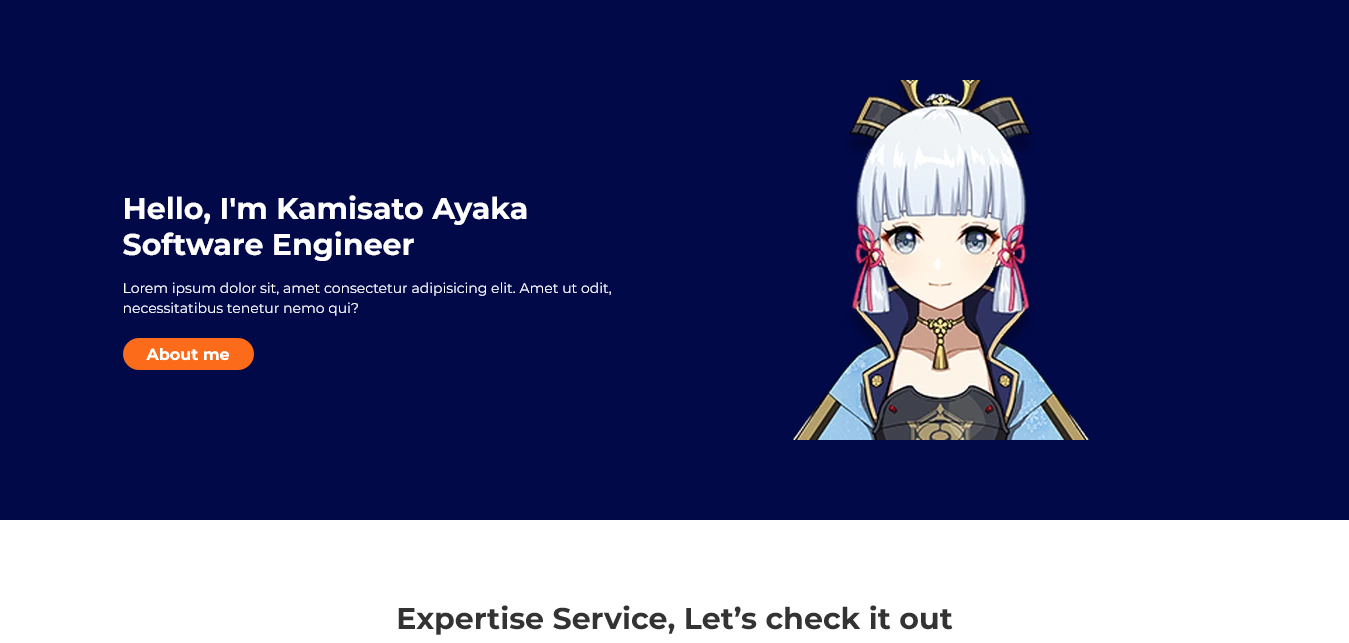 Hello, I'm Kamisato Ayaka
Software Engineer
Lorem ipsum dolor sit, amet consectetur adipisicing elit. Amet ut odit,
necessitatibus tenetur nemo qui?
About me
Expertise Service, Let’s check it out